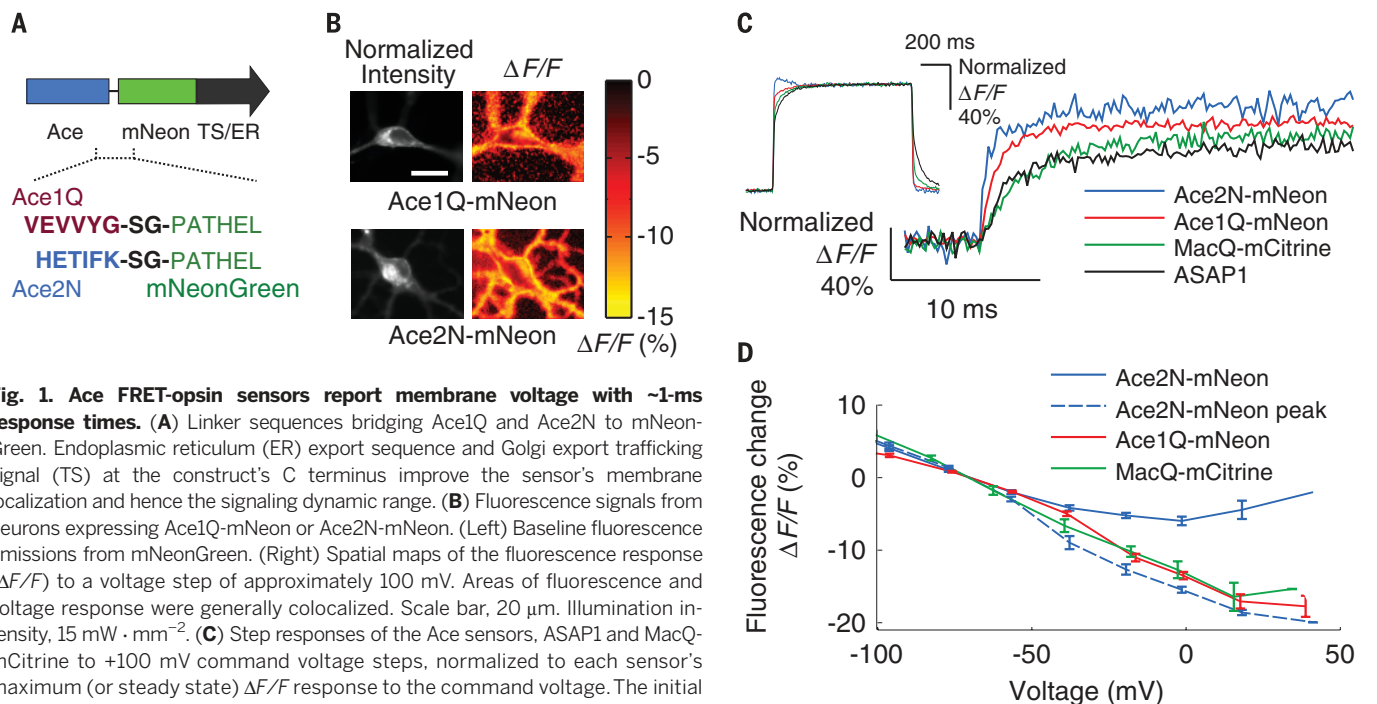 A
Ace mNeon TS/ER
Ace1Q
VEVVYG-SG-PATHEL
HETIFK-SG-PATHEL
Ace2N mNeonGreen
B
Normalized
Intensity
ΔF/F
Ace1Q-mNeon
Ace2N-mNeon
0
-5
-10
-15
ΔF/F (%)
C
200 ms
Normalized
ΔF/F
40%
Normalized
ΔF/F
40%
10 ms
Ace2N-mNeon
Ace1Q-mNeon
MacQ-mCitrine
ASAP1
D
Ace2N-mNeon
Ace2N-mNeon peak
Ace1Q-mNeon
MacQ-mCitrine
Fluorescence change
ΔF/F (%)
10
0
-10
-20
-100 -50 0 50
Voltage (mV)
ig. 1. Ace FRET-opsin sensors report membrane voltage with ~1-ms
esponse times. (A) Linker sequences bridging Ace1Q and Ace2N to mNeon-
reen. Endoplasmic reticulum (ER) export sequence and Golgi export trafficking
ignal (TS) at the construct's C terminus improve the sensor's membrane
ocalization and hence the signaling dynamic range. (B) Fluorescence signals from
eurons expressing Ace1Q-mNeon or Ace2N-mNeon. (Left) Baseline fluorescence
missions from mNeonGreen. (Right) Spatial maps of the fluorescence response
ΔF/F) to a voltage step of approximately 100 mV. Areas of fluorescence and
oltage response were generally colocalized. Scale bar, 20 μm. Illumination in-
ensity, 15 mW · mm⁻². (C) Step responses of the Ace sensors, ASAP1 and MacQ-
mCitrine to +100 mV command voltage steps, normalized to each sensor's
maximum (or steady state) ΔF/F response to the command voltage. The initial